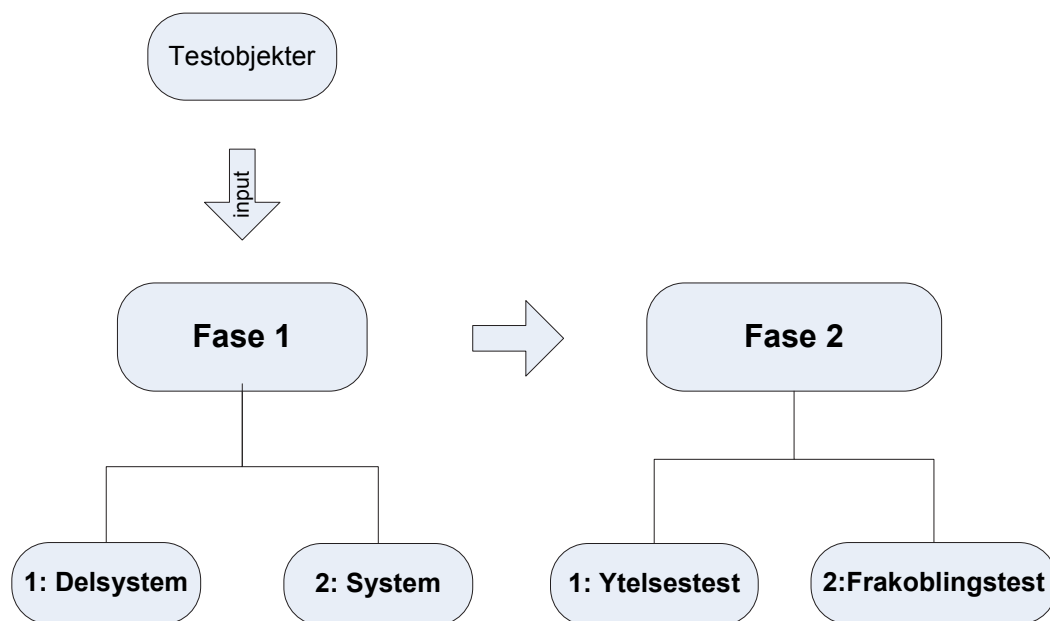 Testobjekter
input
Fase 1
Fase 2
1: Delsystem
2: System
1: Ytelsestest
2:Frakoblingstest